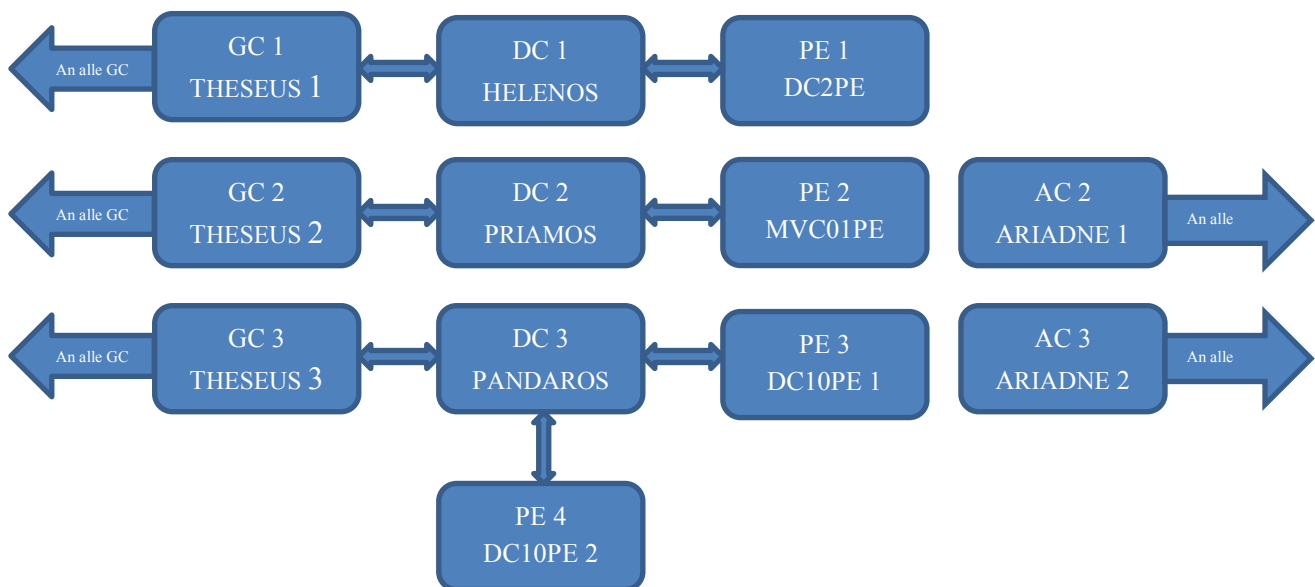 An alle GC
GC 1
THESEUS 1
DC 1
HELENOS
PE 1
DC2PE
An alle GC
GC 2
THESEUS 2
DC 2
PRIAMOS
PE 2
MVC01PE
AC 2
ARIADNE 1
An alle
An alle GC
GC 3
THESEUS 3
DC 3
PANDAROS
PE 3
DC10PE 1
AC 3
ARIADNE 2
An alle
PE 4
DC10PE 2